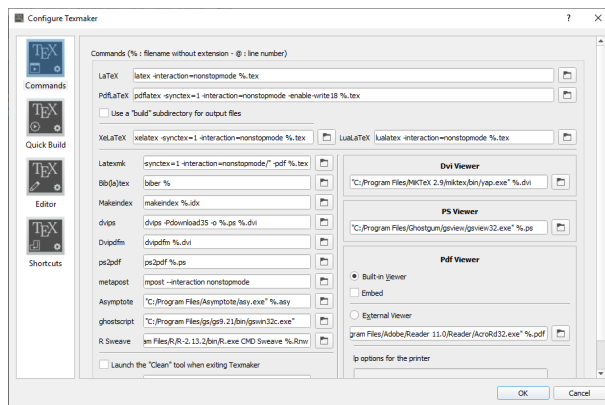 Configure Texmaker
Commands (% : filename without extension - @ : line number)
TEX
Commands
TEX
Quick Build
TEX
Editor
TEX
Shortcuts
LaTeX latex -interaction=nonstopmode %.tex
PdfLaTeX pdflatex -synctex=1 -interaction=nonstopmode -enable-write18 %.tex
Use a "build" subdirectory for output files
XeLaTeX xelatex -synctex=1 -interaction=nonstopmode %.tex LuaLaTeX lualatex -interaction=nonstopmode %.tex
Latexmk -synctex=1 -interaction=nonstopmode/" -pdf %.tex
Bib(la)tex biber %
Makeindex makeindex %.idx
dvips dvips -Pdownload35 -o %.ps %.dvi
Dvipdfm dvipdfm %.dvi
ps2pdf ps2pdf %.ps
metapost mpost --interaction nonstopmode
Asymptote "C:/Program Files/Asymptote/asy.exe" %.asy
ghostscript "C:/Program Files/gs/gs9.21/bin/gswin32c.exe"
R Sweave am Files/R/R-2.13.2/bin/R.exe CMD Sweave %.Rnw
Launch the "Clean" tool when exiting Texmaker
Dvi Viewer
"C:/Program Files/MiKTeX 2.9/miktex/bin/yap.exe" %.dvi
PS Viewer
"C:/Program Files/Ghostgum/gsview/gsview32.exe" %.ps
Pdf Viewer
Built-in Viewer
Embed
External Viewer
gram Files/Adobe/Reader 11.0/Reader/AcroRd32.exe" %.pdf
lp options for the printer
OK Cancel